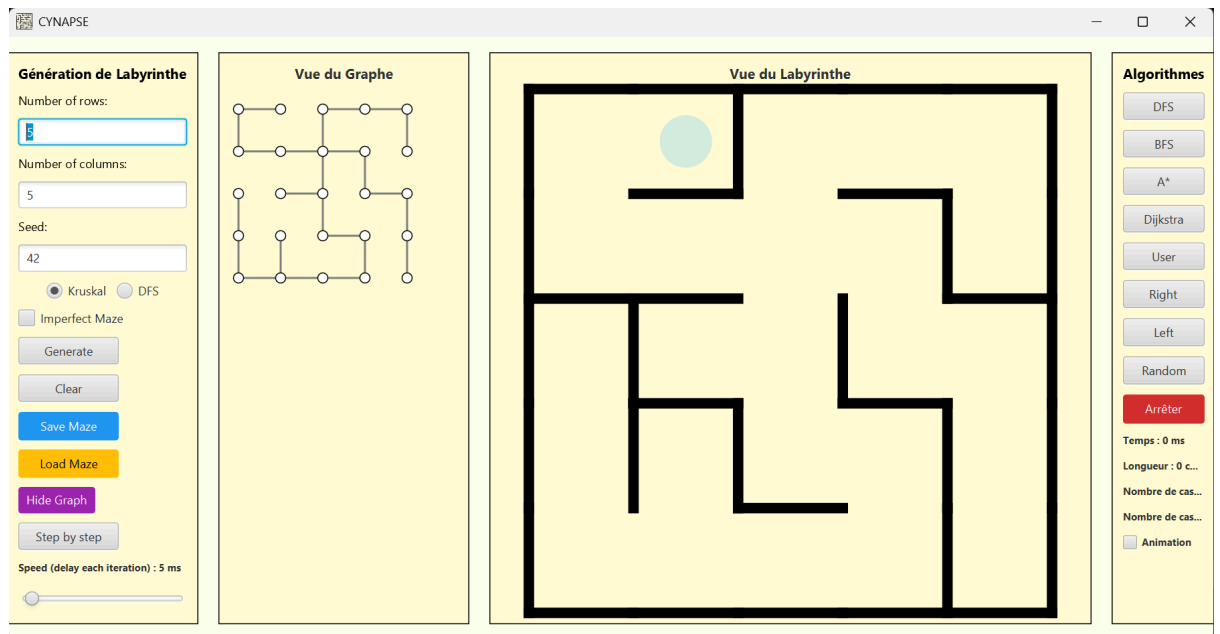 CYNAPSE
Génération de Labyrinthe
Number of rows:
5
Number of columns:
5
Seed:
42
Kruskal DFS
Imperfect Maze
Generate
Clear
Save Maze
Load Maze
Hide Graph
Step by step
Speed (delay each iteration) : 5 ms
Vue du Graphe
Vue du Labyrinthe
Algorithmes
DFS
BFS
A*
Dijkstra
User
Right
Left
Random
Arrêter
Temps : 0 ms
Longueur : 0 c...
Nombre de cas...
Nombre de cas...
Animation